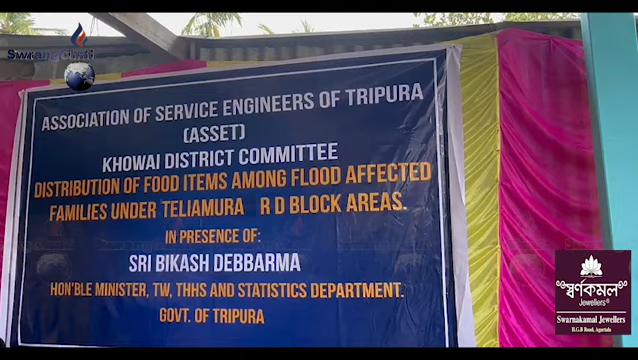 Swrangchati
ASSOCIATION OF SERVICE ENGINEERS OF TRIPURA
(ASSET)
KHOWAI DISTRICT COMMITTEE
DISTRIBUTION OF FOOD ITEMS AMONG FLOOD AFFECTED
FAMILIES UNDER TELIAMURA R D BLOCK AREAS.
IN PRESENCE OF:
SRI BIKASH DEBBARMA
HON'BLE MINISTER, TW, THHS AND STATISTICS DEPARTMENT.
GOVT. OF TRIPURA
স্বর্ণকমল
Jewellers®
Swarnakamal Jewellers
H.G.B Road, Agartala